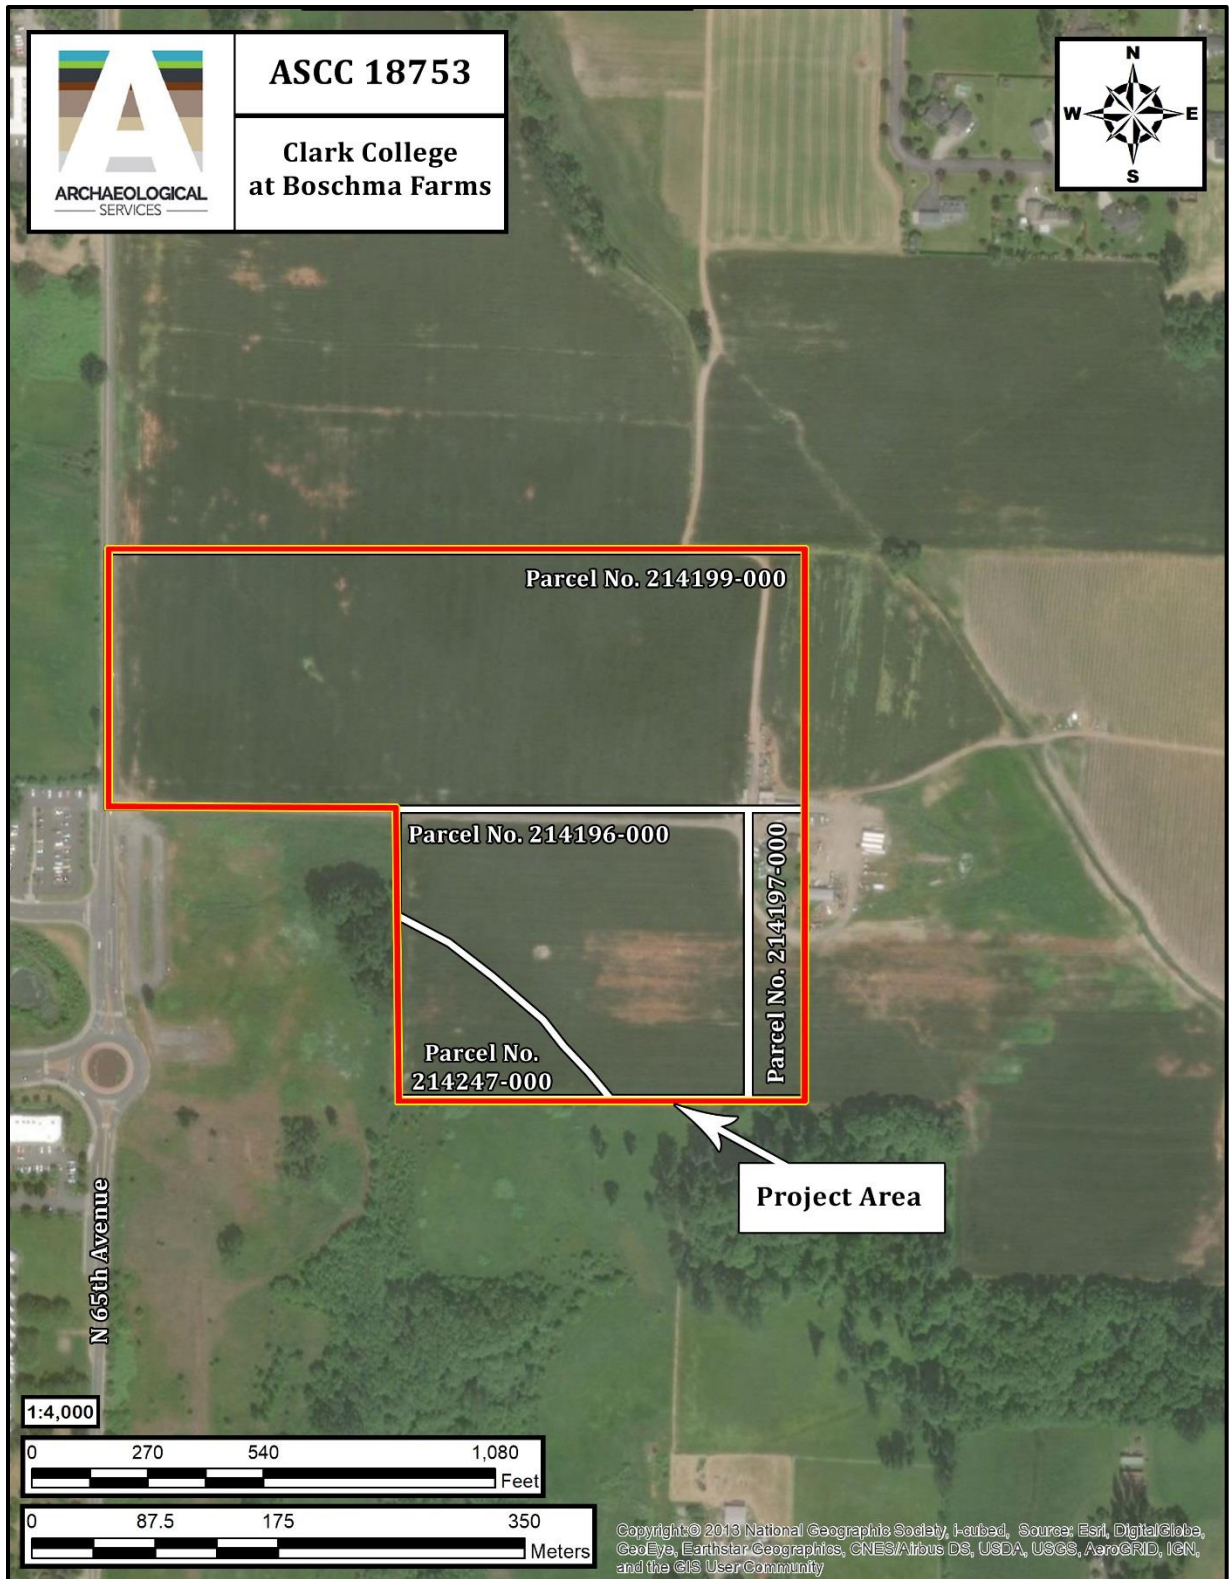 ARCHAEOLOGICAL
SERVICES
ASCC 18753
Clark College
at Boschma Farms
N
W
E
S
Parcel No. 214199-000
Parcel No. 214196-000
Parcel No. 214197-000
Parcel No.
214247-000
Project Area
N 65th Avenue
1:4,000
0 270 540 1,080
Feet
0 87.5 175 350
Meters
Copyright:© 2013 National Geographic Society, i-cubed, Source: Esri, DigitalGlobe,
GeoEye, Earthstar Geographics, CNES/Airbus DS, USDA, USGS, AeroGRID, IGN,
and the GIS User Community